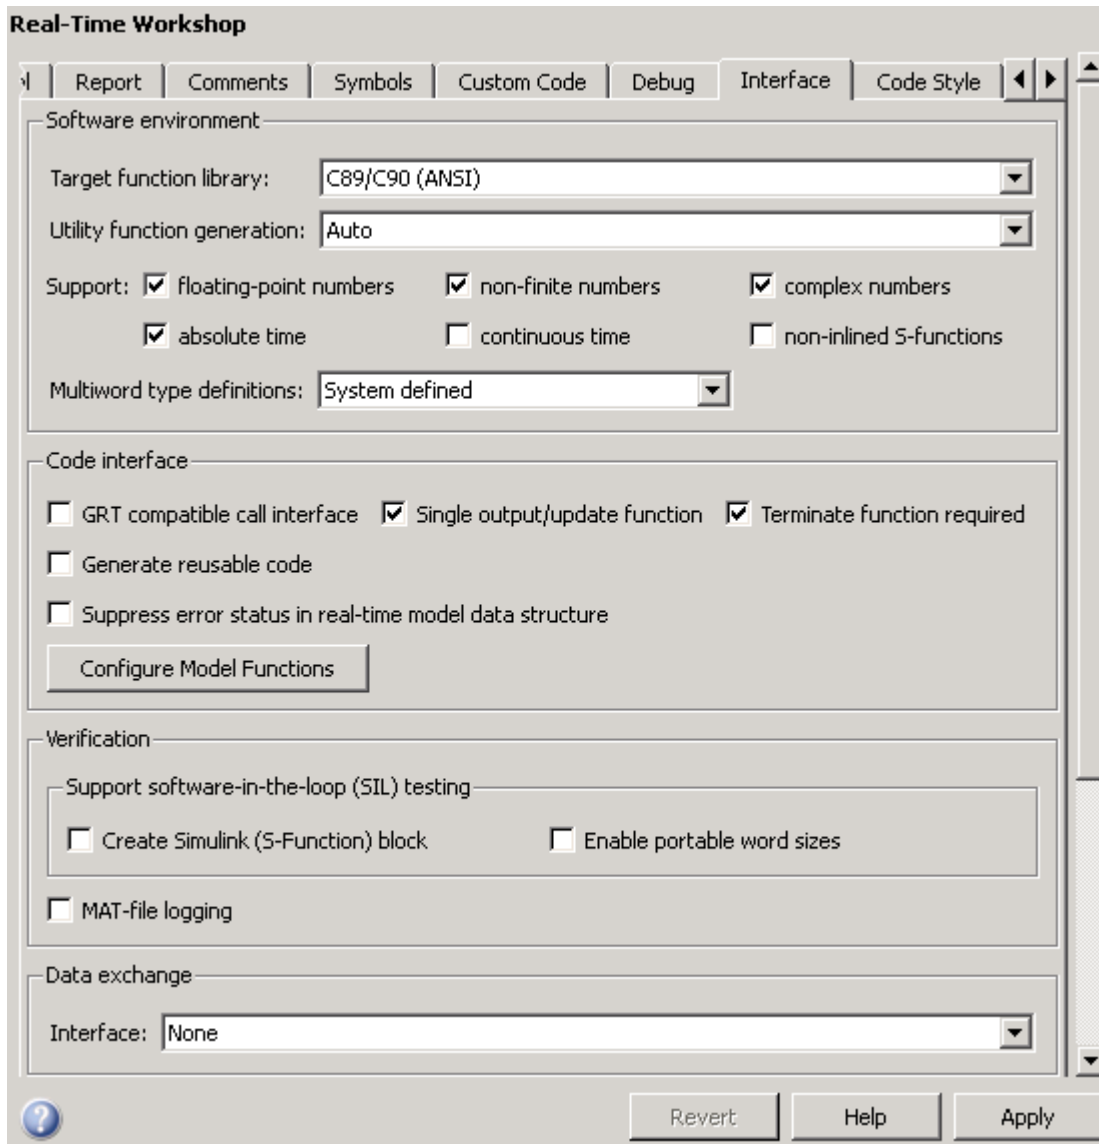 Real-Time Workshop
Report Comments Symbols Custom Code Debug Interface Code Style
Software environment
Target function library: C89/C90 (ANSI)
Utility function generation: Auto
Support: floating-point numbers non-finite numbers complex numbers
absolute time continuous time non-inlined S-functions
Multiword type definitions: System defined
Code interface
GRT compatible call interface Single output/update function Terminate function required
Generate reusable code
Suppress error status in real-time model data structure
Configure Model Functions
Verification
Support software-in-the-loop (SIL) testing
Create Simulink (S-Function) block Enable portable word sizes
MAT-file logging
Data exchange
Interface: None
? Revert Help Apply